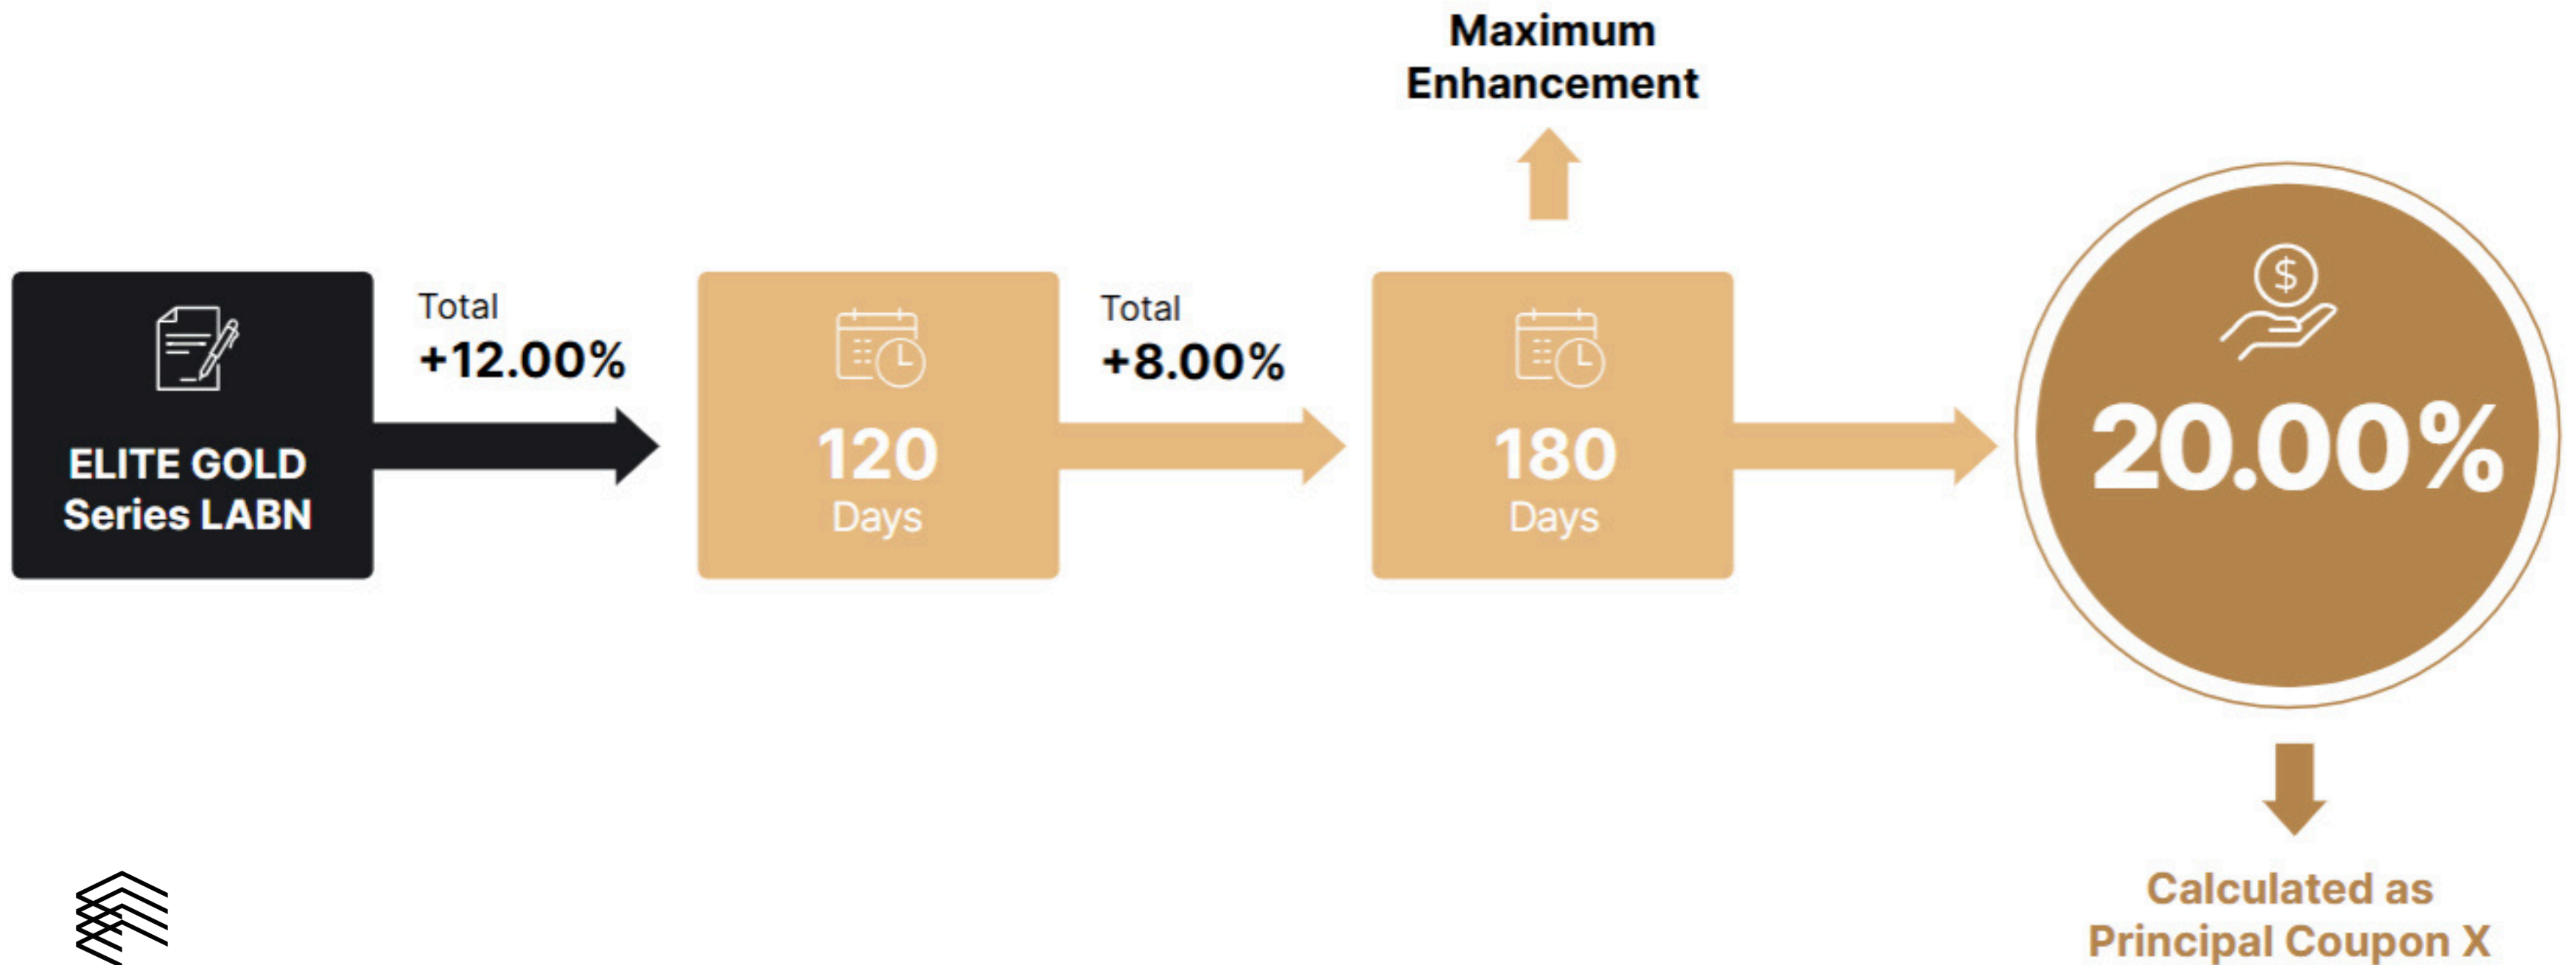 Maximum
Enhancement
ELITE GOLD
Series LABN
Total
+12.00%
120
Days
Total
+8.00%
180
Days
$
20.00%
Calculated as
Principal Coupon X